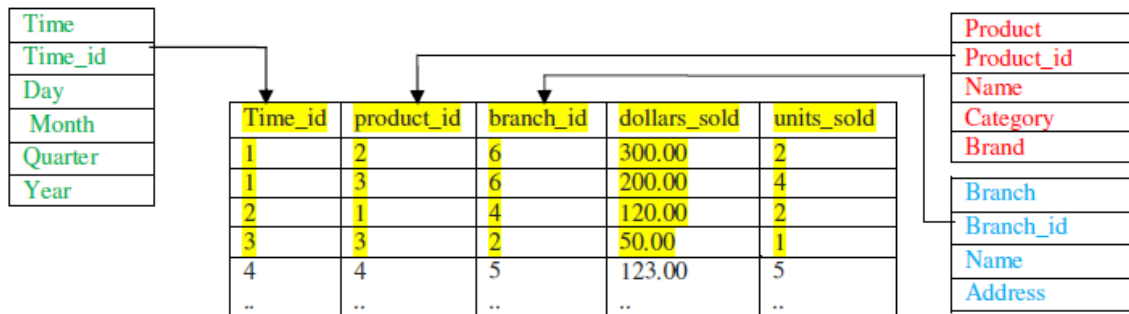 Time
Time_id
Day
Month
Quarter
Year
Time_id product_id branch_id dollars_sold units_sold
1 2 6 300.00 2
1 3 6 200.00 4
2 1 4 120.00 2
3 3 2 50.00 1
4 4 5 123.00 5
.. .. .. .. ..
Product
Product_id
Name
Category
Brand
Branch
Branch_id
Name
Address